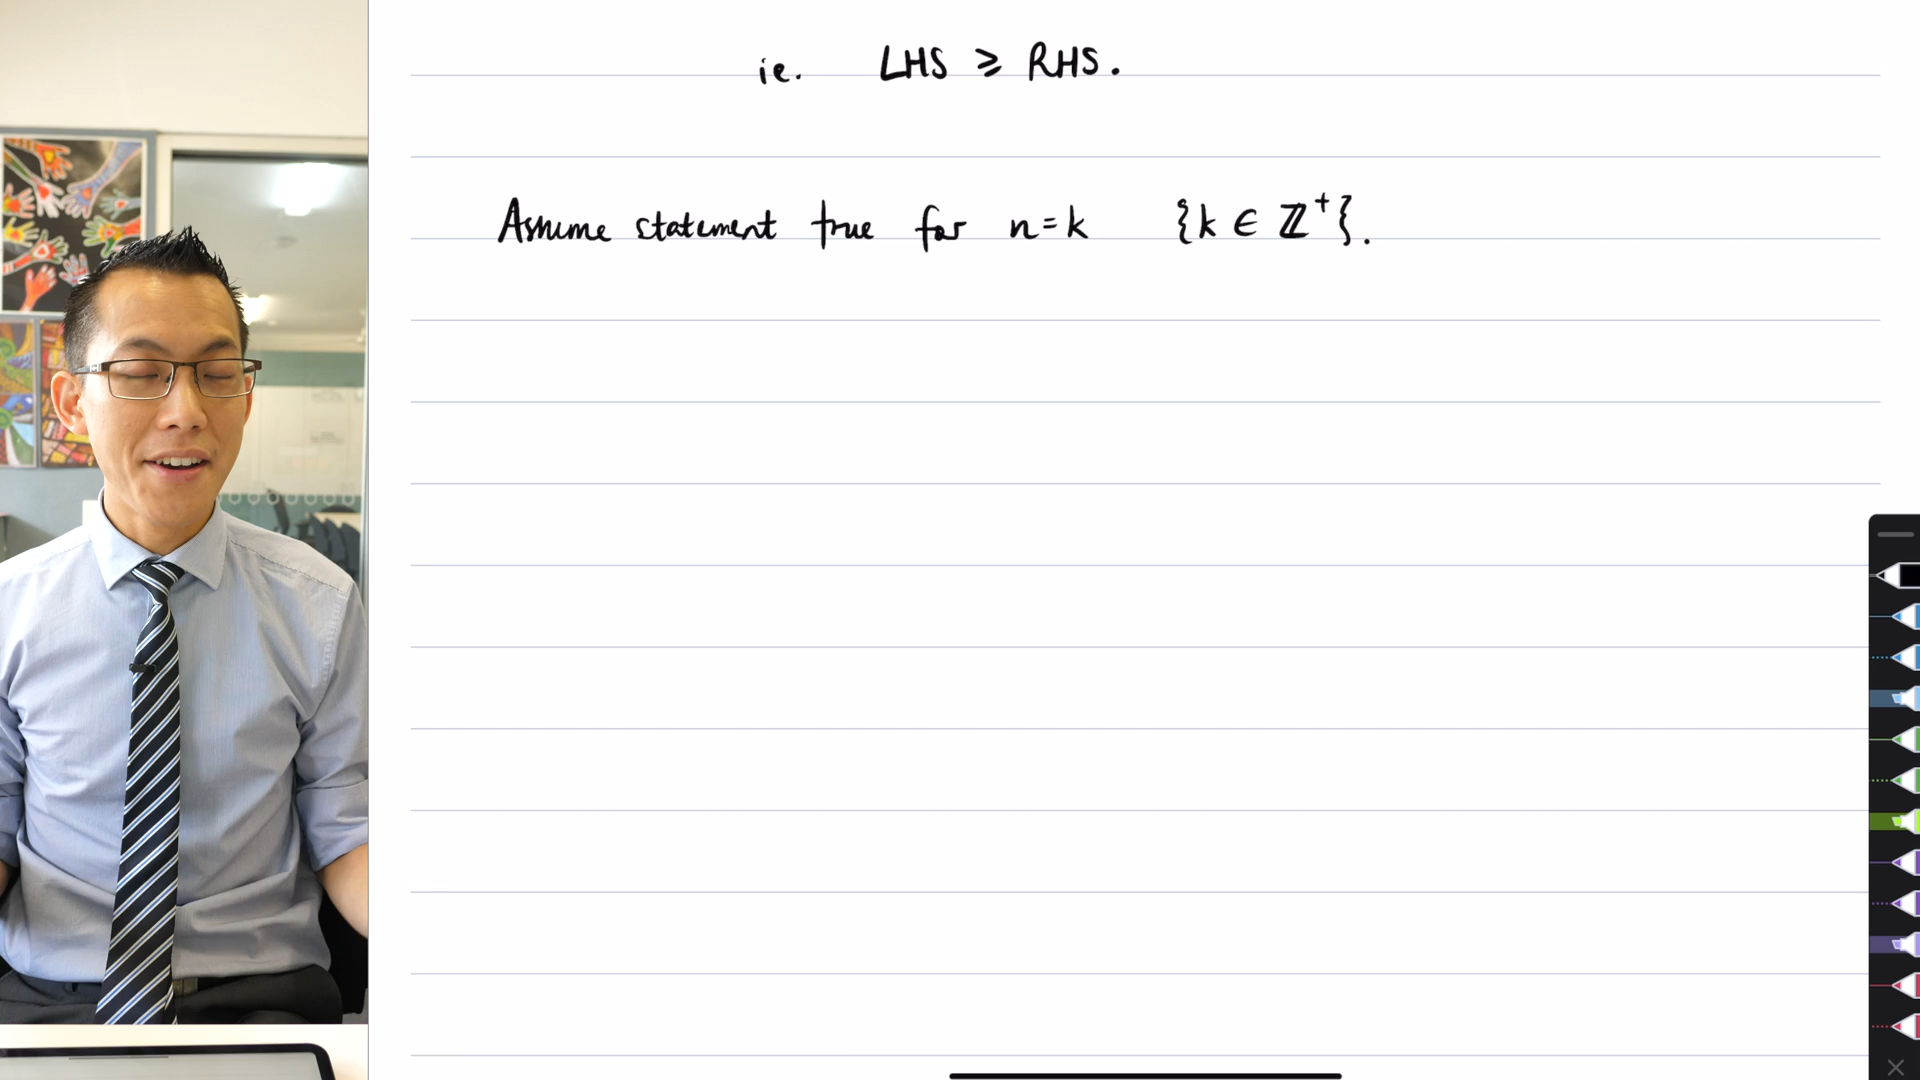 ie. LHS ⩾ RHS.
Assume statement true for n=k {k ∈ ℤ⁺}.